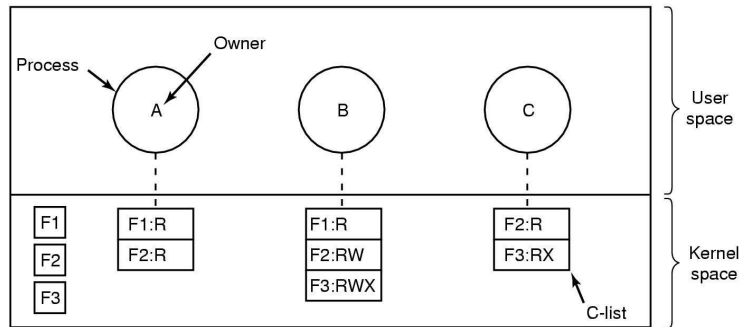 Owner
Process
A
B
C
User
space
F1
F2
F3
F1:R
F2:R
F1:R
F2:RW
F3:RWX
F2:R
F3:RX
C-list
Kernel
space